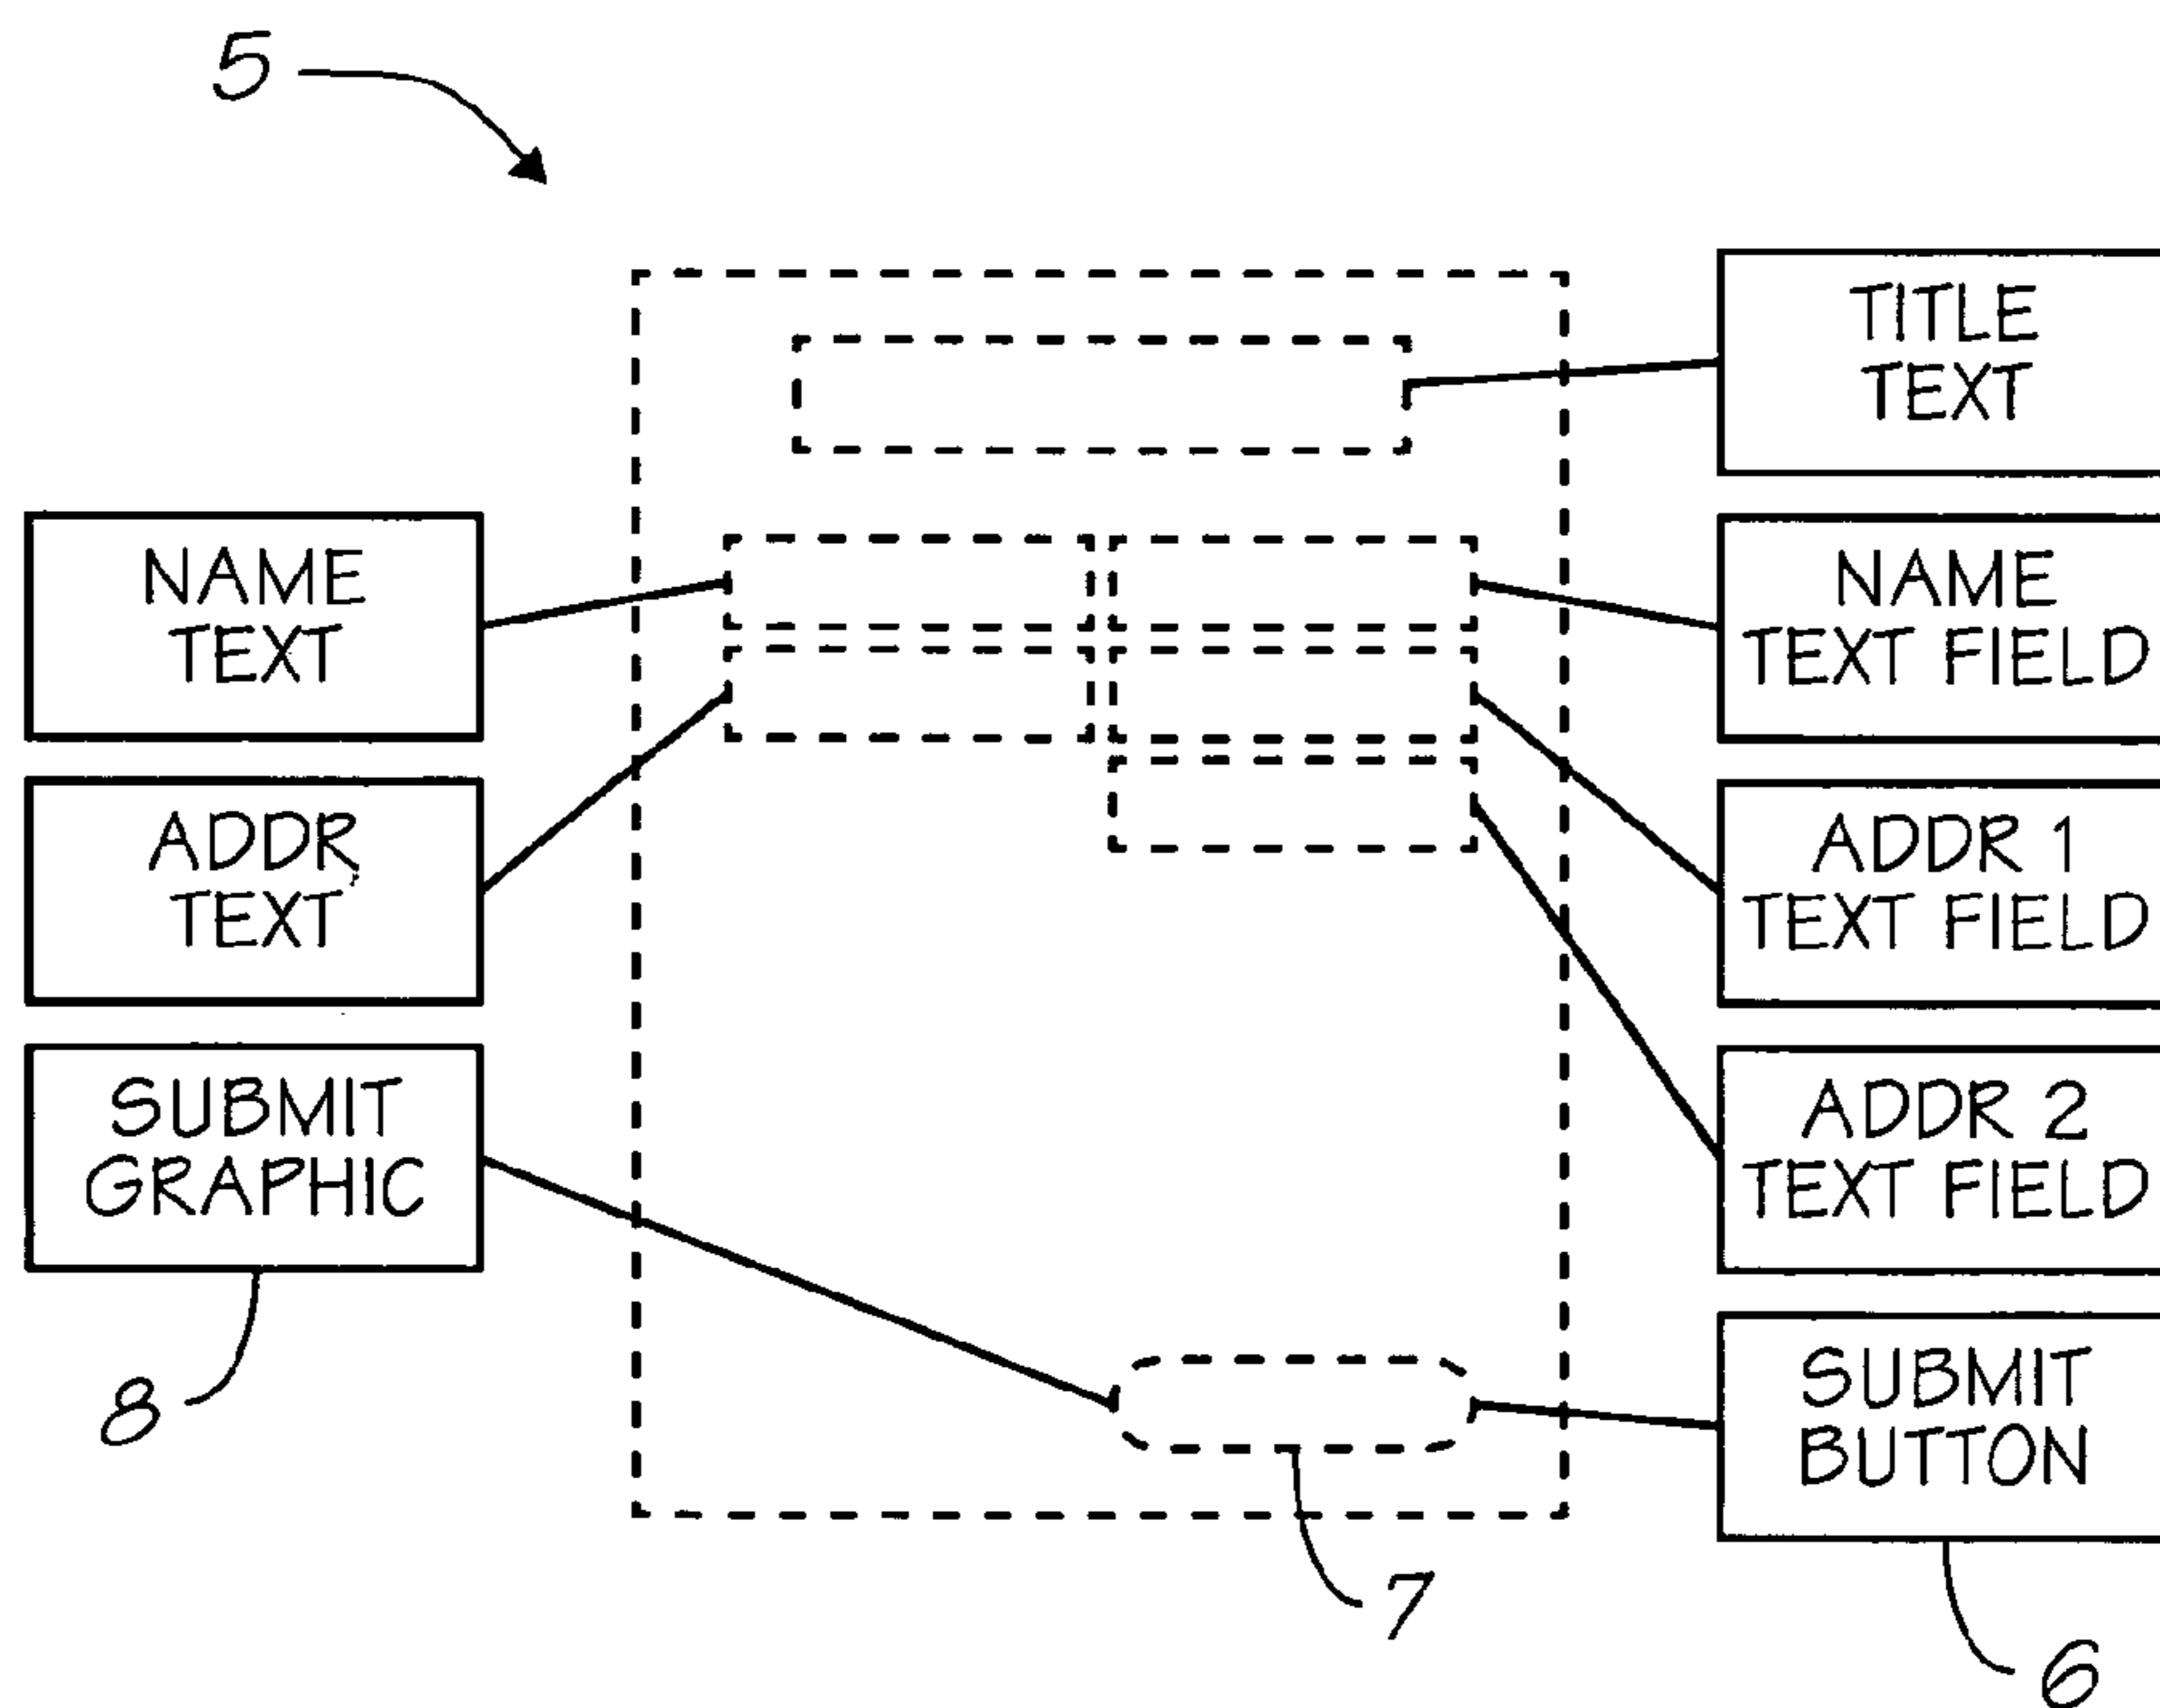 5
TITLE
TEXT
NAME
TEXT
NAME
TEXT FIELD
ADDR
TEXT
ADDR 1
TEXT FIELD
SUBMIT
GRAPHIC
ADDR 2
TEXT FIELD
SUBMIT
BUTTON
8
7
6